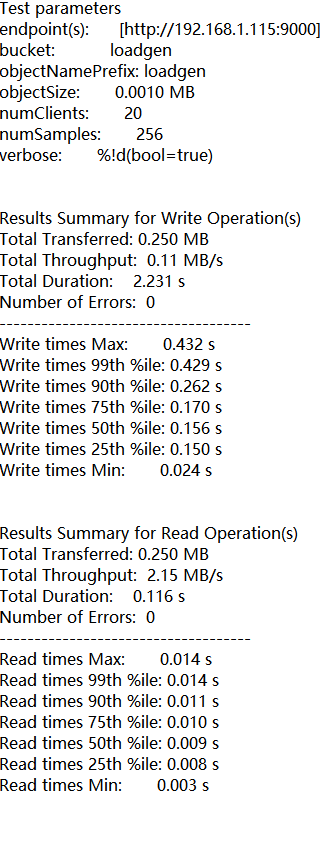 Test parameters
endpoint(s): [http://192.168.1.115:9000]
bucket: loadgen
objectNamePrefix: loadgen
objectSize: 0.0010 MB
numClients: 20
numSamples: 256
verbose: %!d(bool=true)
Results Summary for Write Operation(s)
Total Transferred: 0.250 MB
Total Throughput: 0.11 MB/s
Total Duration: 2.231 s
Number of Errors: 0
------------------------------------
Write times Max: 0.432 s
Write times 99th %ile: 0.429 s
Write times 90th %ile: 0.262 s
Write times 75th %ile: 0.170 s
Write times 50th %ile: 0.156 s
Write times 25th %ile: 0.150 s
Write times Min: 0.024 s
Results Summary for Read Operation(s)
Total Transferred: 0.250 MB
Total Throughput: 2.15 MB/s
Total Duration: 0.116 s
Number of Errors: 0
------------------------------------
Read times Max: 0.014 s
Read times 99th %ile: 0.014 s
Read times 90th %ile: 0.011 s
Read times 75th %ile: 0.010 s
Read times 50th %ile: 0.009 s
Read times 25th %ile: 0.008 s
Read times Min: 0.003 s